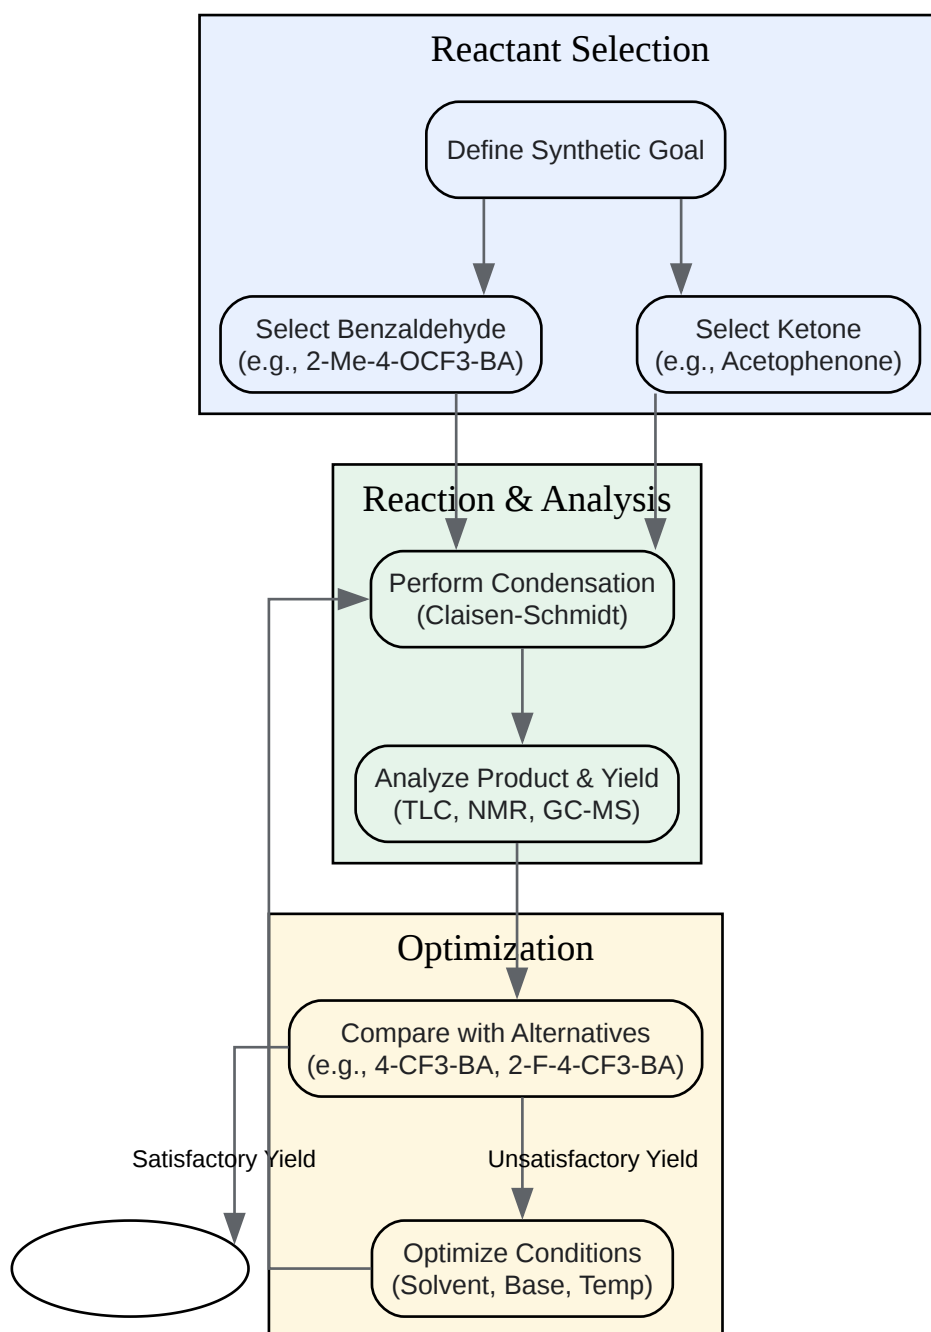 Reactant Selection
Define Synthetic Goal
Select Benzaldehyde
(e.g., 2-Me-4-OCF3-BA)
Select Ketone
(e.g., Acetophenone)
Reaction & Analysis
Perform Condensation
(Claisen-Schmidt)
Analyze Product & Yield
(TLC, NMR, GC-MS)
Optimization
Compare with Alternatives
(e.g., 4-CF3-BA, 2-F-4-CF3-BA)
Satisfactory Yield
Unsatisfactory Yield
Optimize Conditions
(Solvent, Base, Temp)